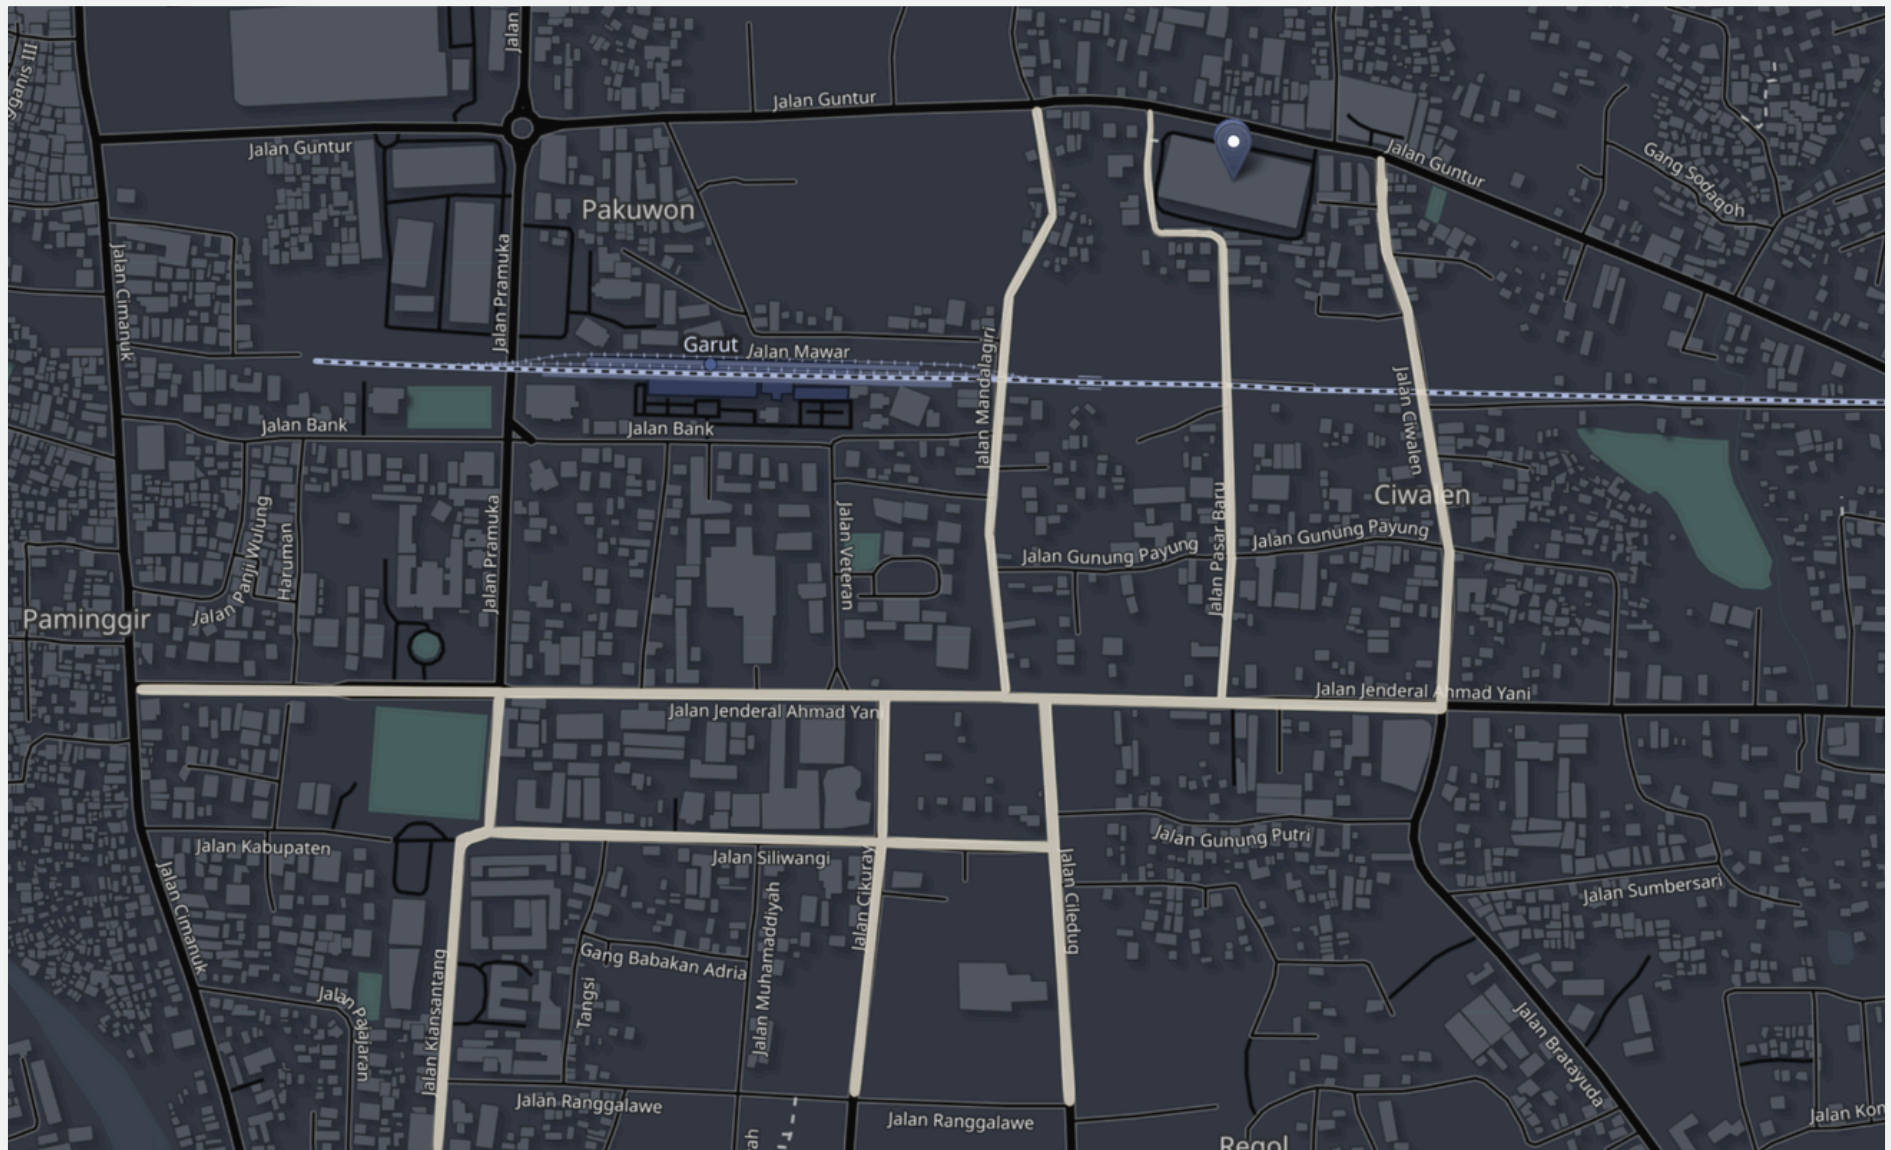 Jalan
Jalan Guntur
Jalan Guntur
Jalan Guntur
Gang Sodaqoh
Pakuwon
Jalan Cimanuk
Jalan Pramuka
Garut
Jalan Mawar
Jalan Mandalagiri
Jalan Ciwalen
Jalan Bank
Jalan Bank
Ciwalen
Jalan Panji Wulung
Haruman
Jalan Pramuka
Jalan Veteran
Jalan Gunung Payung
Jalan Pasar Baru
Jalan Gunung Payung
Paminggir
Jalan Jenderal Ahmad Yani
Jalan Jenderal Ahmad Yani
Jalan Kabupaten
Jalan Siliwangi
Jalan Gunung Putri
Jalan Cimanuk
Jalan Cikuray
Jalan Ciledug
Jalan Sumbersari
Jalan Muhamaddiyah
Gang Babakan Adria
Jalan Kiansantang
Tangsi
Jalan Pajajaran
Jalan Bratayuda
Jalan Ranggalawe
Jalan Ranggalawe
Jalan Kon
Regol
ah